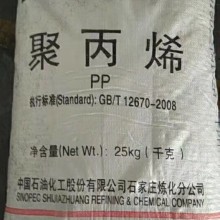 聚丙烯
PP
执行标准(Standard): GB/T 12670-2008
净含量(Net Wt.): 25kg（千克）
中国石油化工股份有限公司石家庄炼化分公司
SINOPEC SHIJIAZHUANG REFINING & CHEMICAL COMPANY